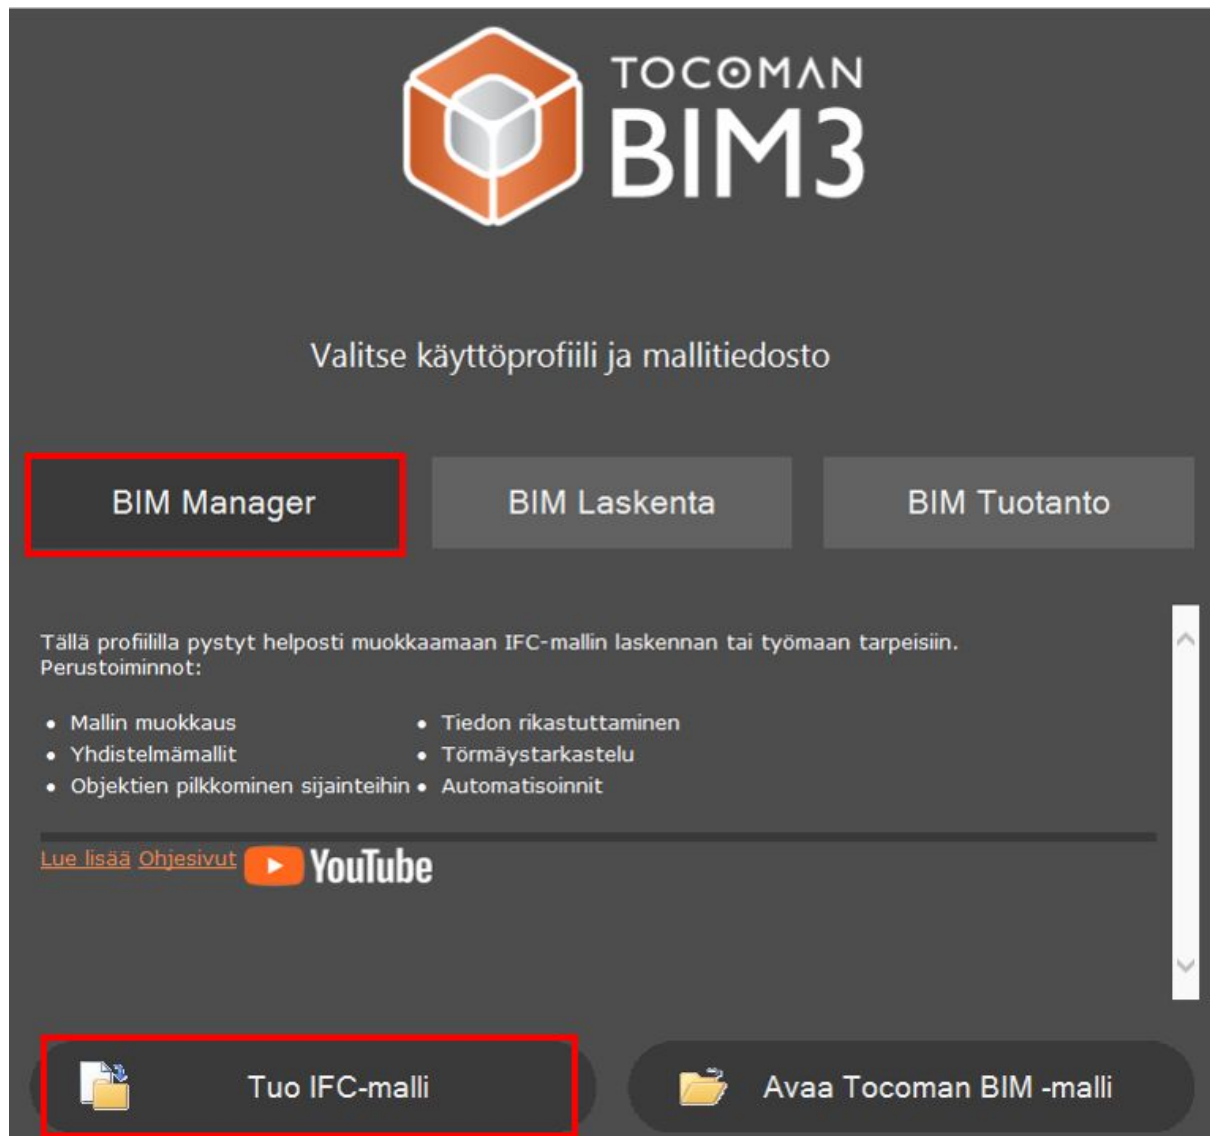 TOCOMAN
BIM3
Valitse käyttöprofiili ja mallitiedosto
BIM Manager
BIM Laskenta
BIM Tuotanto
Tällä profiililla pystyt helposti muokkaamaan IFC-mallin laskennan tai työmaan tarpeisiin.
Perustoiminnot:
• Mallin muokkaus
• Yhdistelmämallit
• Objektien pilkkominen sijainteihin
• Tiedon rikastuttaminen
• Törmäystarkastelu
• Automatisoinnit
Lue lisää Ohjesivut YouTube
Tuo IFC-malli
Avaa Tocoman BIM -malli